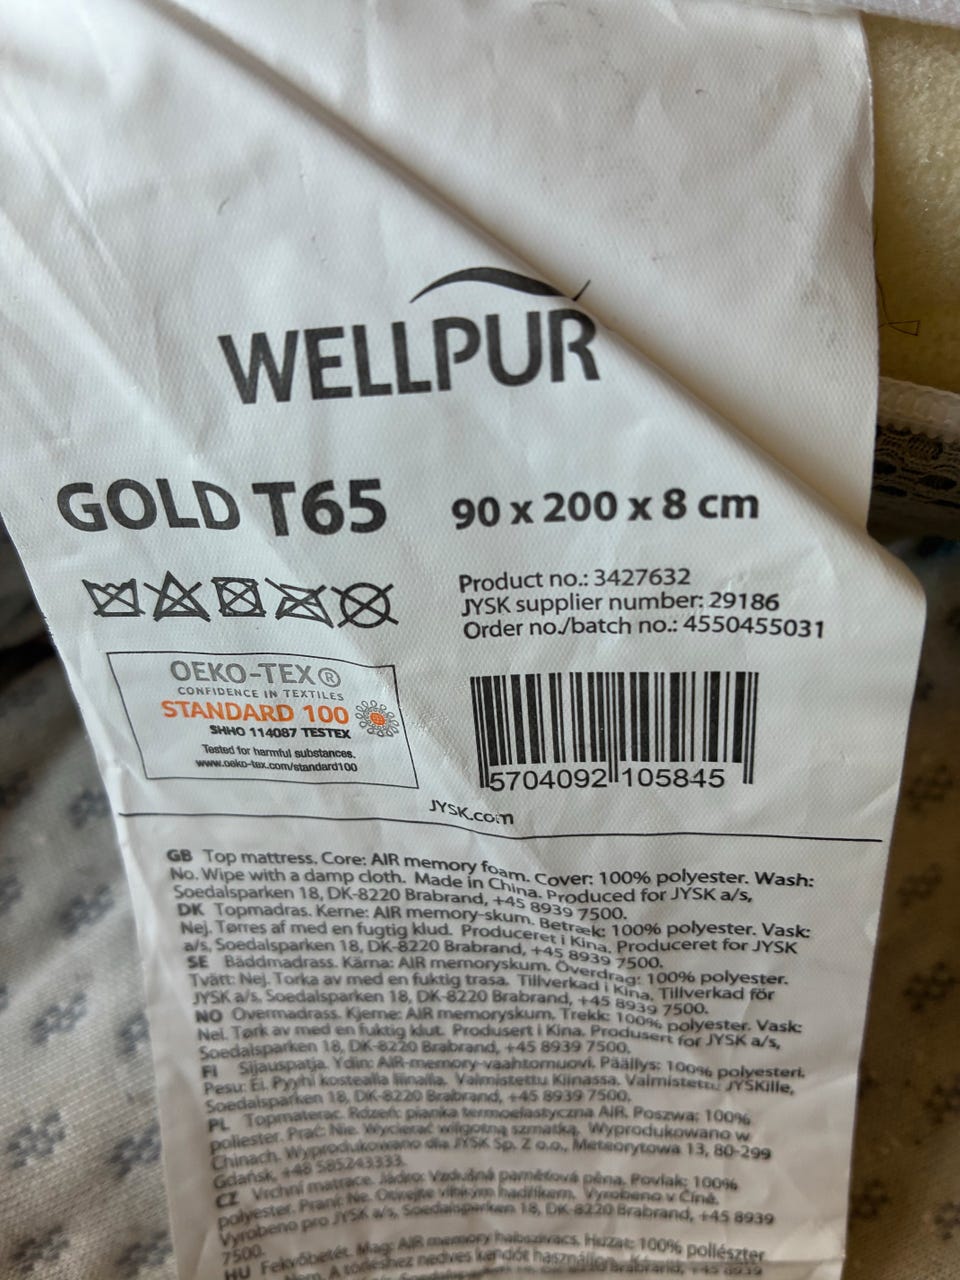 WELLPUR
GOLD T65
90 x 200 x 8 cm
Product no.: 3427632
JYSK supplier number: 29186
Order no./batch no.: 4550455031
OEKO-TEX®
CONFIDENCE IN TEXTILES
STANDARD 100
SHHO 114087 TESTEX
Tested for harmful substances.
www.oeko-tex.com/standard100
5704092 105845
JYSK.com
GB Top mattress. Core: AIR memory foam. Cover: 100% polyester. Wash:
No. Wipe with a damp cloth. Made in China. Produced for JYSK a/s,
Soedalsparken 18, DK-8220 Brabrand, +45 8939 7500.
DK Topmadras. Kerne: AIR memory-skum. Betræk: 100% polyester. Vask:
Nej. Tørres af med en fugtig klud. Produceret i Kina. Produceret for JYSK
a/s, Soedalsparken 18, DK-8220 Brabrand, +45 8939 7500.
SE Bäddmadrass. Kärna: AIR memoryskum. Överdrag: 100% polyester.
Tvätt: Nej. Torka av med en fuktig trasa. Tillverkad i Kina. Tillverkad för
JYSK a/s, Soedalsparken 18, DK-8220 Brabrand, +45 8939 7500.
NO Overmadrass. Kjerne: AIR memoryskum. Trekk: 100% polyester. Vask:
Nei. Tørk av med en fuktig klut. Produsert i Kina. Produsert for JYSK a/s,
Soedalsparken 18, DK-8220 Brabrand, +45 8939 7500.
FI Sijauspatja. Ydin: AIR-memory-vaahtomuovi. Päällys: 100% polyesteri.
Pesu: Ei. Pyyhi kostealla liinalla. Valmistettu Kiinassa. Valmistettu JYSKille,
Soedalsparken 18, DK-8220 Brabrand, +45 8939 7500.
PL Topmaterac. Rdzeń: pianka termoelastyczna AIR. Poszwa: 100%
poliester. Prać: Nie. Wycierać wilgotną szmatką. Wyprodukowano w
Chinach. Wyprodukowano dla JYSK Sp. Z o.o., Meteorytowa 13, 80-299
Gdańsk, +48 585243333.
CZ Vrchní matrace. Jádro: Vzdušná paměťová pěna. Povlak: 100%
polyester. Praní: Ne. Otírejte vlhkým hadříkem. Vyrobeno v Číně.
Vyrobeno pro JYSK a/s, Soedalsparken 18, DK-8220 Brabrand, +45 8939
7500.
HU Fekvőbetét. Mag: AIR memory habszivacs. Huzat: 100% poliészter
Nem. A törléshez nedves kendőt
Brabrand, +45 8939